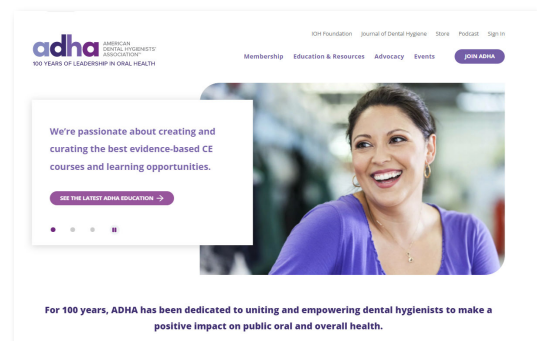 IOH Foundation Journal of Dental Hygiene Store Podcast Sign In
adha AMERICAN DENTAL HYGIENISTS' ASSOCIATION™
100 YEARS OF LEADERSHIP IN ORAL HEALTH
Membership Education & Resources Advocacy Events JOIN ADHA
We're passionate about creating and
curating the best evidence-based CE
courses and learning opportunities.
SEE THE LATEST ADHA EDUCATION →
For 100 years, ADHA has been dedicated to uniting and empowering dental hygienists to make a
positive impact on public oral and overall health.